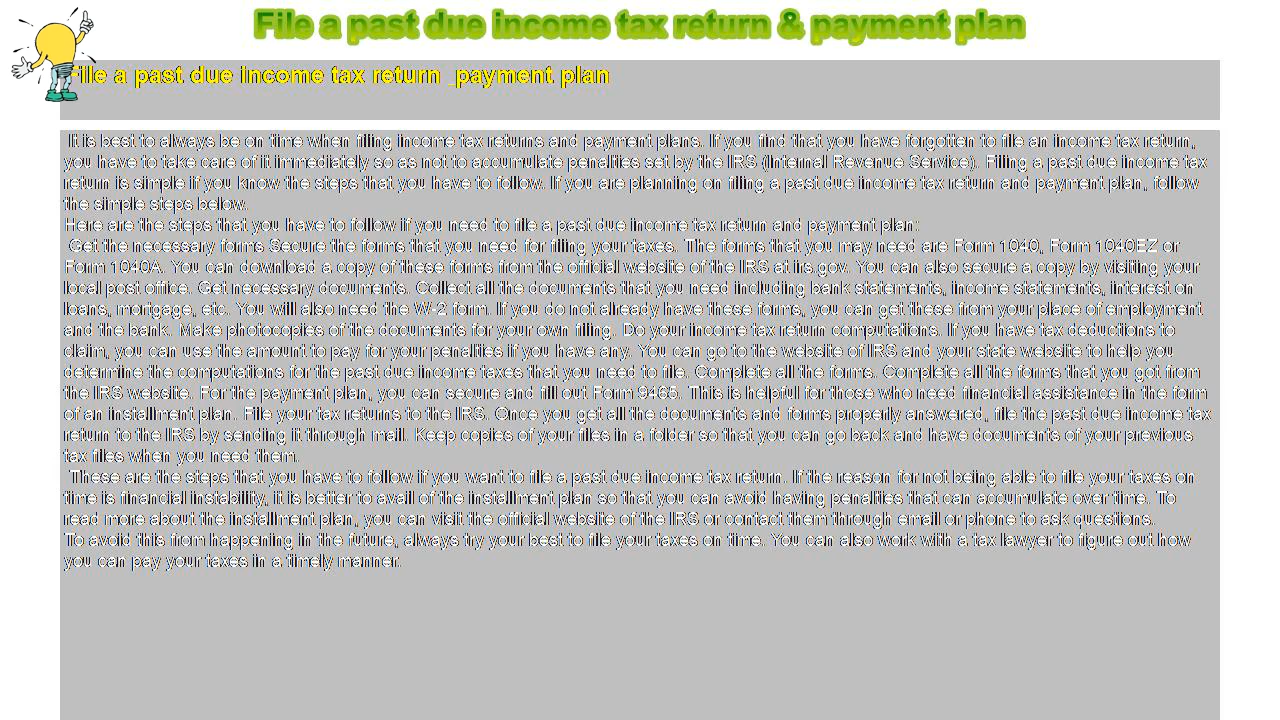 File a past due income tax return & payment plan
File a past due income tax return _payment plan
It is best to always be on time when filing income tax returns and payment plans. If you find that you have forgotten to file an income tax return,
you have to take care of it immediately so as not to accumulate penalties set by the IRS (Internal Revenue Service). Filing a past due income tax
return is simple if you know the steps that you have to follow. If you are planning on filing a past due income tax return and payment plan, follow
the simple steps below.
Here are the steps that you have to follow if you need to file a past due income tax return and payment plan:
Get the necessary forms Secure the forms that you need for filing your taxes. The forms that you may need are Form 1040, Form 1040EZ or
Form 1040A. You can download a copy of these forms from the official website of the IRS at irs.gov. You can also secure a copy by visiting your
local post office. Get necessary documents. Collect all the documents that you need including bank statements, income statements, interest on
loans, mortgage, etc. You will also need the W-2 form. If you do not already have these forms, you can get these from your place of employment
and the bank. Make photocopies of the documents for your own filing. Do your income tax return computations. If you have tax deductions to
claim, you can use the amount to pay for your penalties if you have any. You can go to the website of IRS and your state website to help you
determine the computations for the past due income taxes that you need to file. Complete all the forms. Complete all the forms that you got from
the IRS website. For the payment plan, you can secure and fill out Form 9465. This is helpful for those who need financial assistance in the form
of an installment plan. File your tax returns to the IRS. Once you get all the documents and forms properly answered, file the past due income tax
return to the IRS by sending it through mail. Keep copies of your files in a folder so that you can go back and have documents of your previous
tax files when you need them.
These are the steps that you have to follow if you want to file a past due income tax return. If the reason for not being able to file your taxes on
time is financial instability, it is better to avail of the installment plan so that you can avoid having penalties that can accumulate over time. To
read more about the installment plan, you can visit the official website of the IRS or contact them through email or phone to ask questions.
To avoid this from happening in the future, always try your best to file your taxes on time. You can also work with a tax lawyer to figure out how
you can pay your taxes in a timely manner.